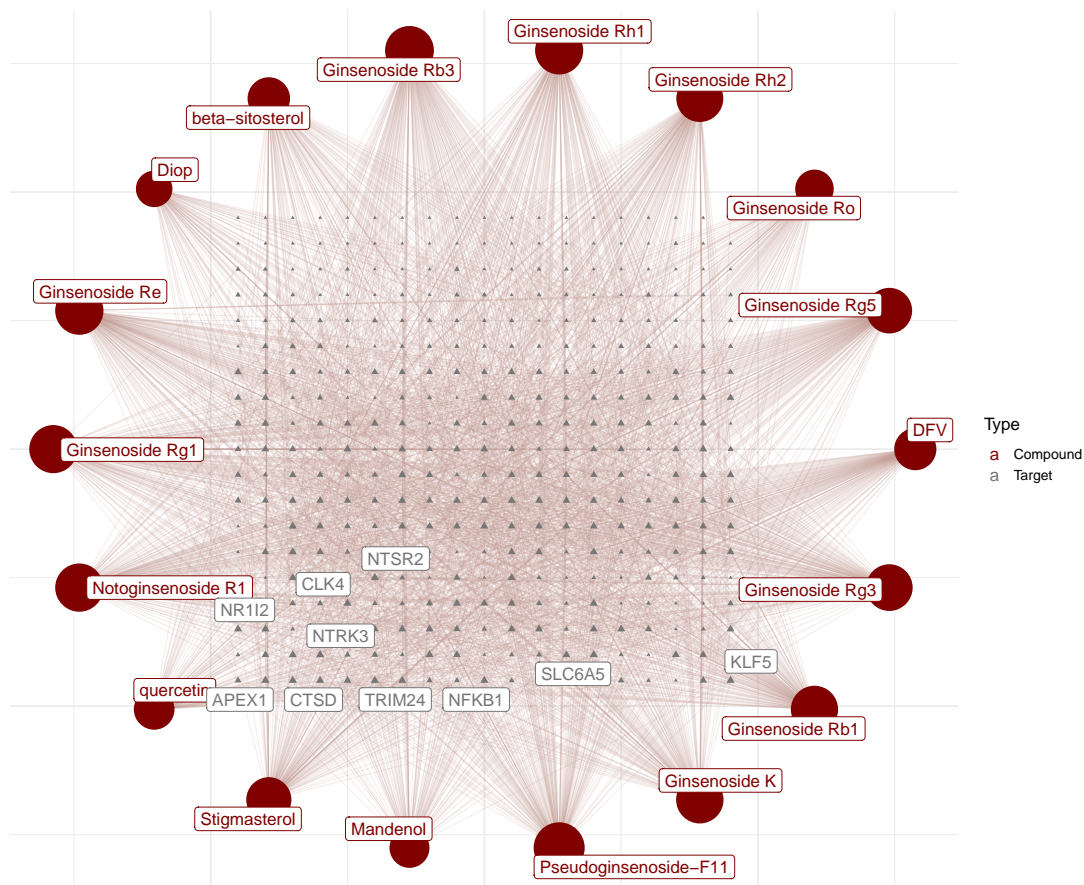 Ginsenoside Rh1
Ginsenoside Rb3
Ginsenoside Rh2
beta−sitosterol
Diop
Ginsenoside Ro
Ginsenoside Re
Ginsenoside Rg5
DFV
Ginsenoside Rg1
Type
a Compound
a Target
NTSR2
CLK4
Notoginsenoside R1
Ginsenoside Rg3
NR1I2
NTRK3
KLF5
SLC6A5
quercetin
APEX1
CTSD
TRIM24
NFKB1
Ginsenoside Rb1
Ginsenoside K
Stigmasterol
Mandenol
Pseudoginsenoside−F11